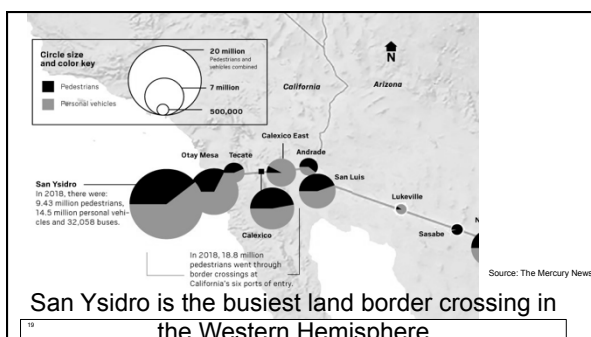 Circle size
and color key
Pedestrians
Personal vehicles
20 million
Pedestrians and
vehicles combined
7 million
500,000
N
California
Arizona
Calexico East
Otay Mesa
Tecate
Andrade
San Luis
San Ysidro
In 2018, there were:
9.43 million pedestrians,
14.5 million personal vehi-
cles and 32,058 buses.
Calexico
Lukeville
Sasabe
N
In 2018, 18.8 million
pedestrians went through
border crossings at
California's six ports of entry.
Source: The Mercury News
San Ysidro is the busiest land border crossing in
the Western Hemisphere
19